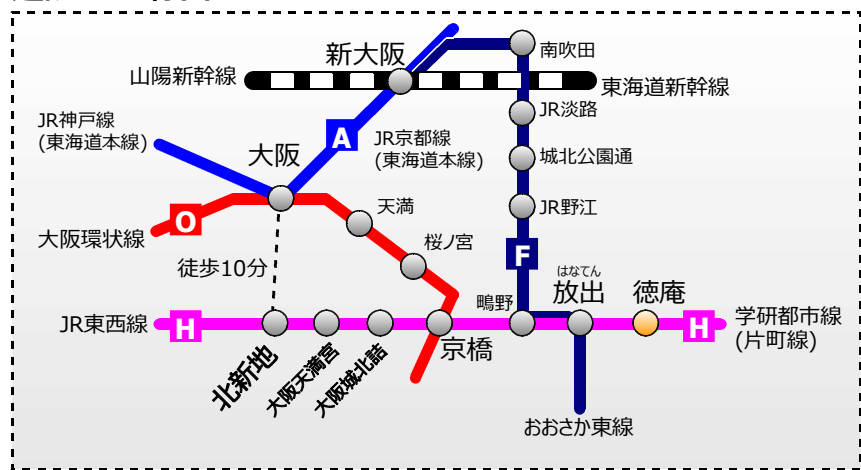 新大阪
南吹田
山陽新幹線
東海道新幹線
JR神戸線
(東海道本線)
A
JR京都線
(東海道本線)
JR淡路
大阪
城北公園通
O
天満
JR野江
大阪環状線
桜ノ宮
F
徒歩10分
はなてん
鴫野
放出
徳庵
JR東西線
H
H
学研都市線
(片町線)
北新地
大阪天満宮
大阪城北詰
京橋
おおさか東線